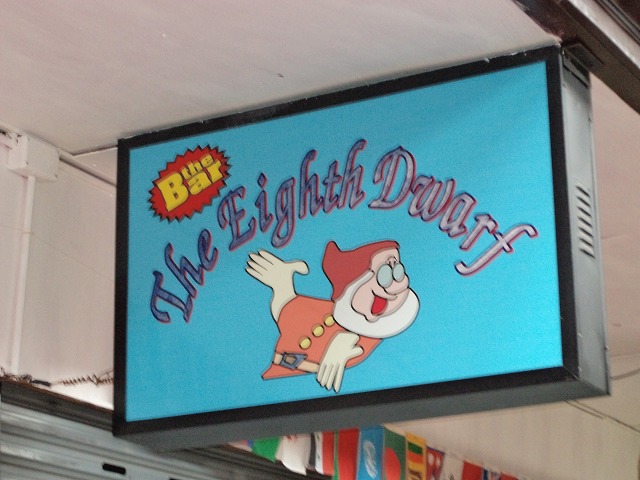 the
Bar
The Eighth Dwarf